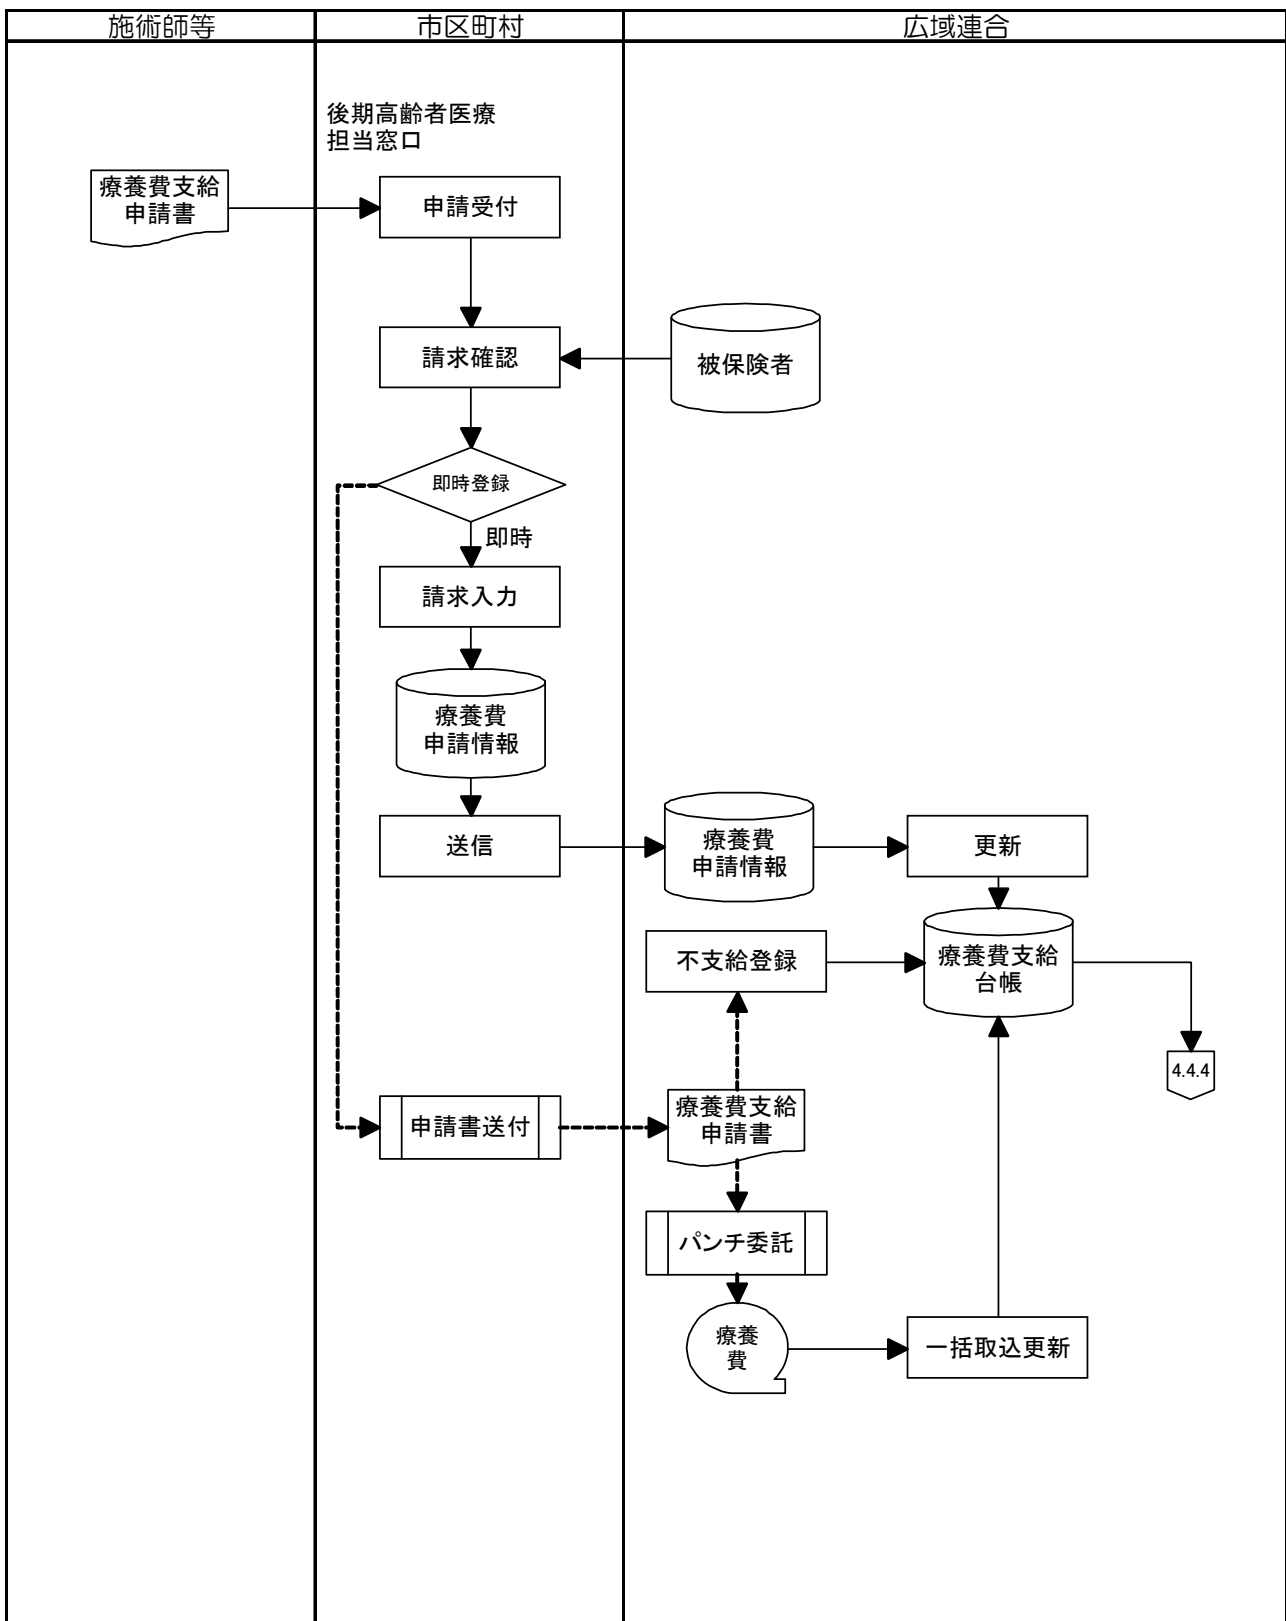 施術師等
市区町村
広域連合
後期高齢者医療
担当窓口
療養費支給
申請書
申請受付
請求確認
被保険者
即時登録
即時
請求入力
療養費
申請情報
送信
療養費
申請情報
更新
不支給登録
療養費支給
台帳
4.4.4
申請書送付
療養費支給
申請書
パンチ委託
療養
費
一括取込更新